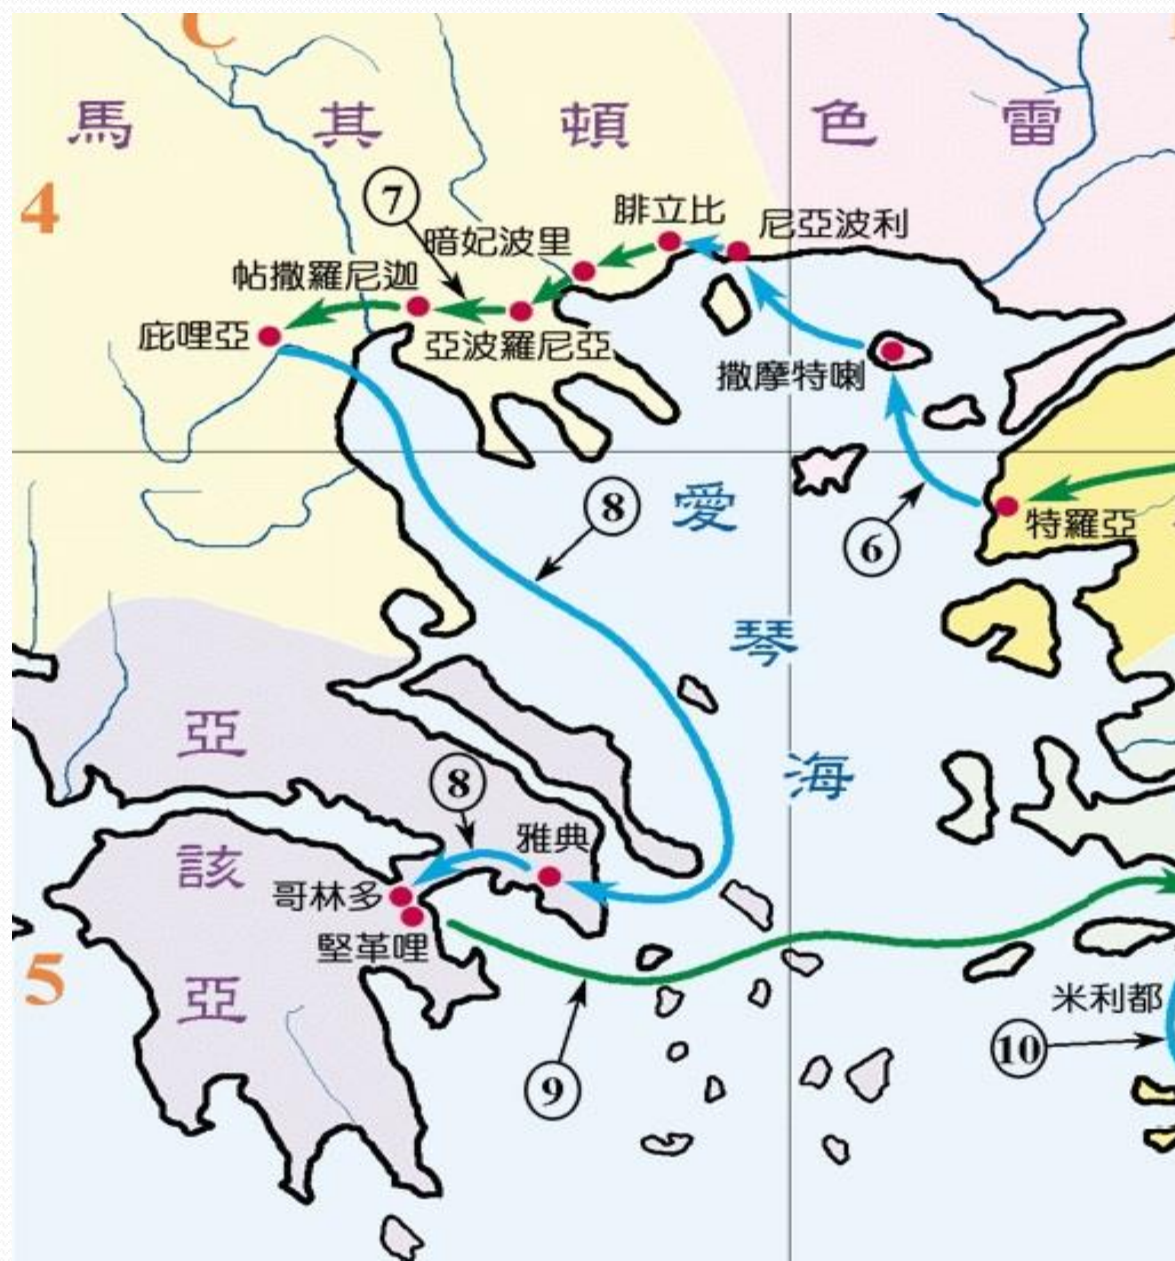 C
馬 其 頓 色 雷
4
⑦
腓立比
尼亞波利
暗妃波里
帖撒羅尼迦
庇哩亞
亞波羅尼亞
撒摩特喇
⑧
愛
琴
海
⑥
特羅亞
亞
該
亞
⑧
雅典
哥林多
堅革哩
5
⑨
米利都
⑩